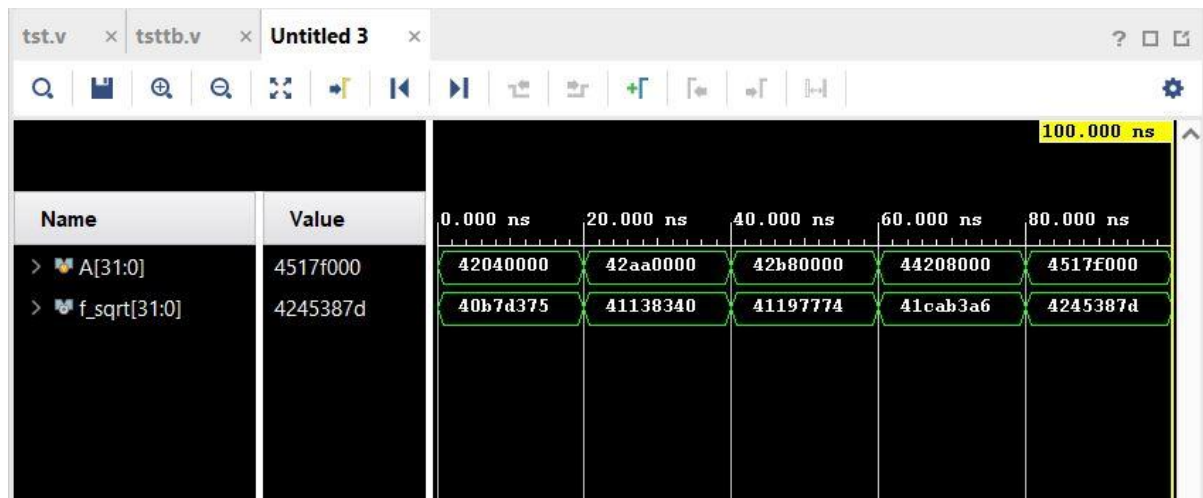 tst.v × tsttb.v × Untitled 3 ×
?
100.000 ns
Name Value 0.000 ns 20.000 ns 40.000 ns 60.000 ns 80.000 ns
> A[31:0] 4517f000 42040000 42aa0000 42b80000 44208000 4517f000
> f_sqrt[31:0] 4245387d 40b7d375 41138340 41197774 41cab3a6 4245387d